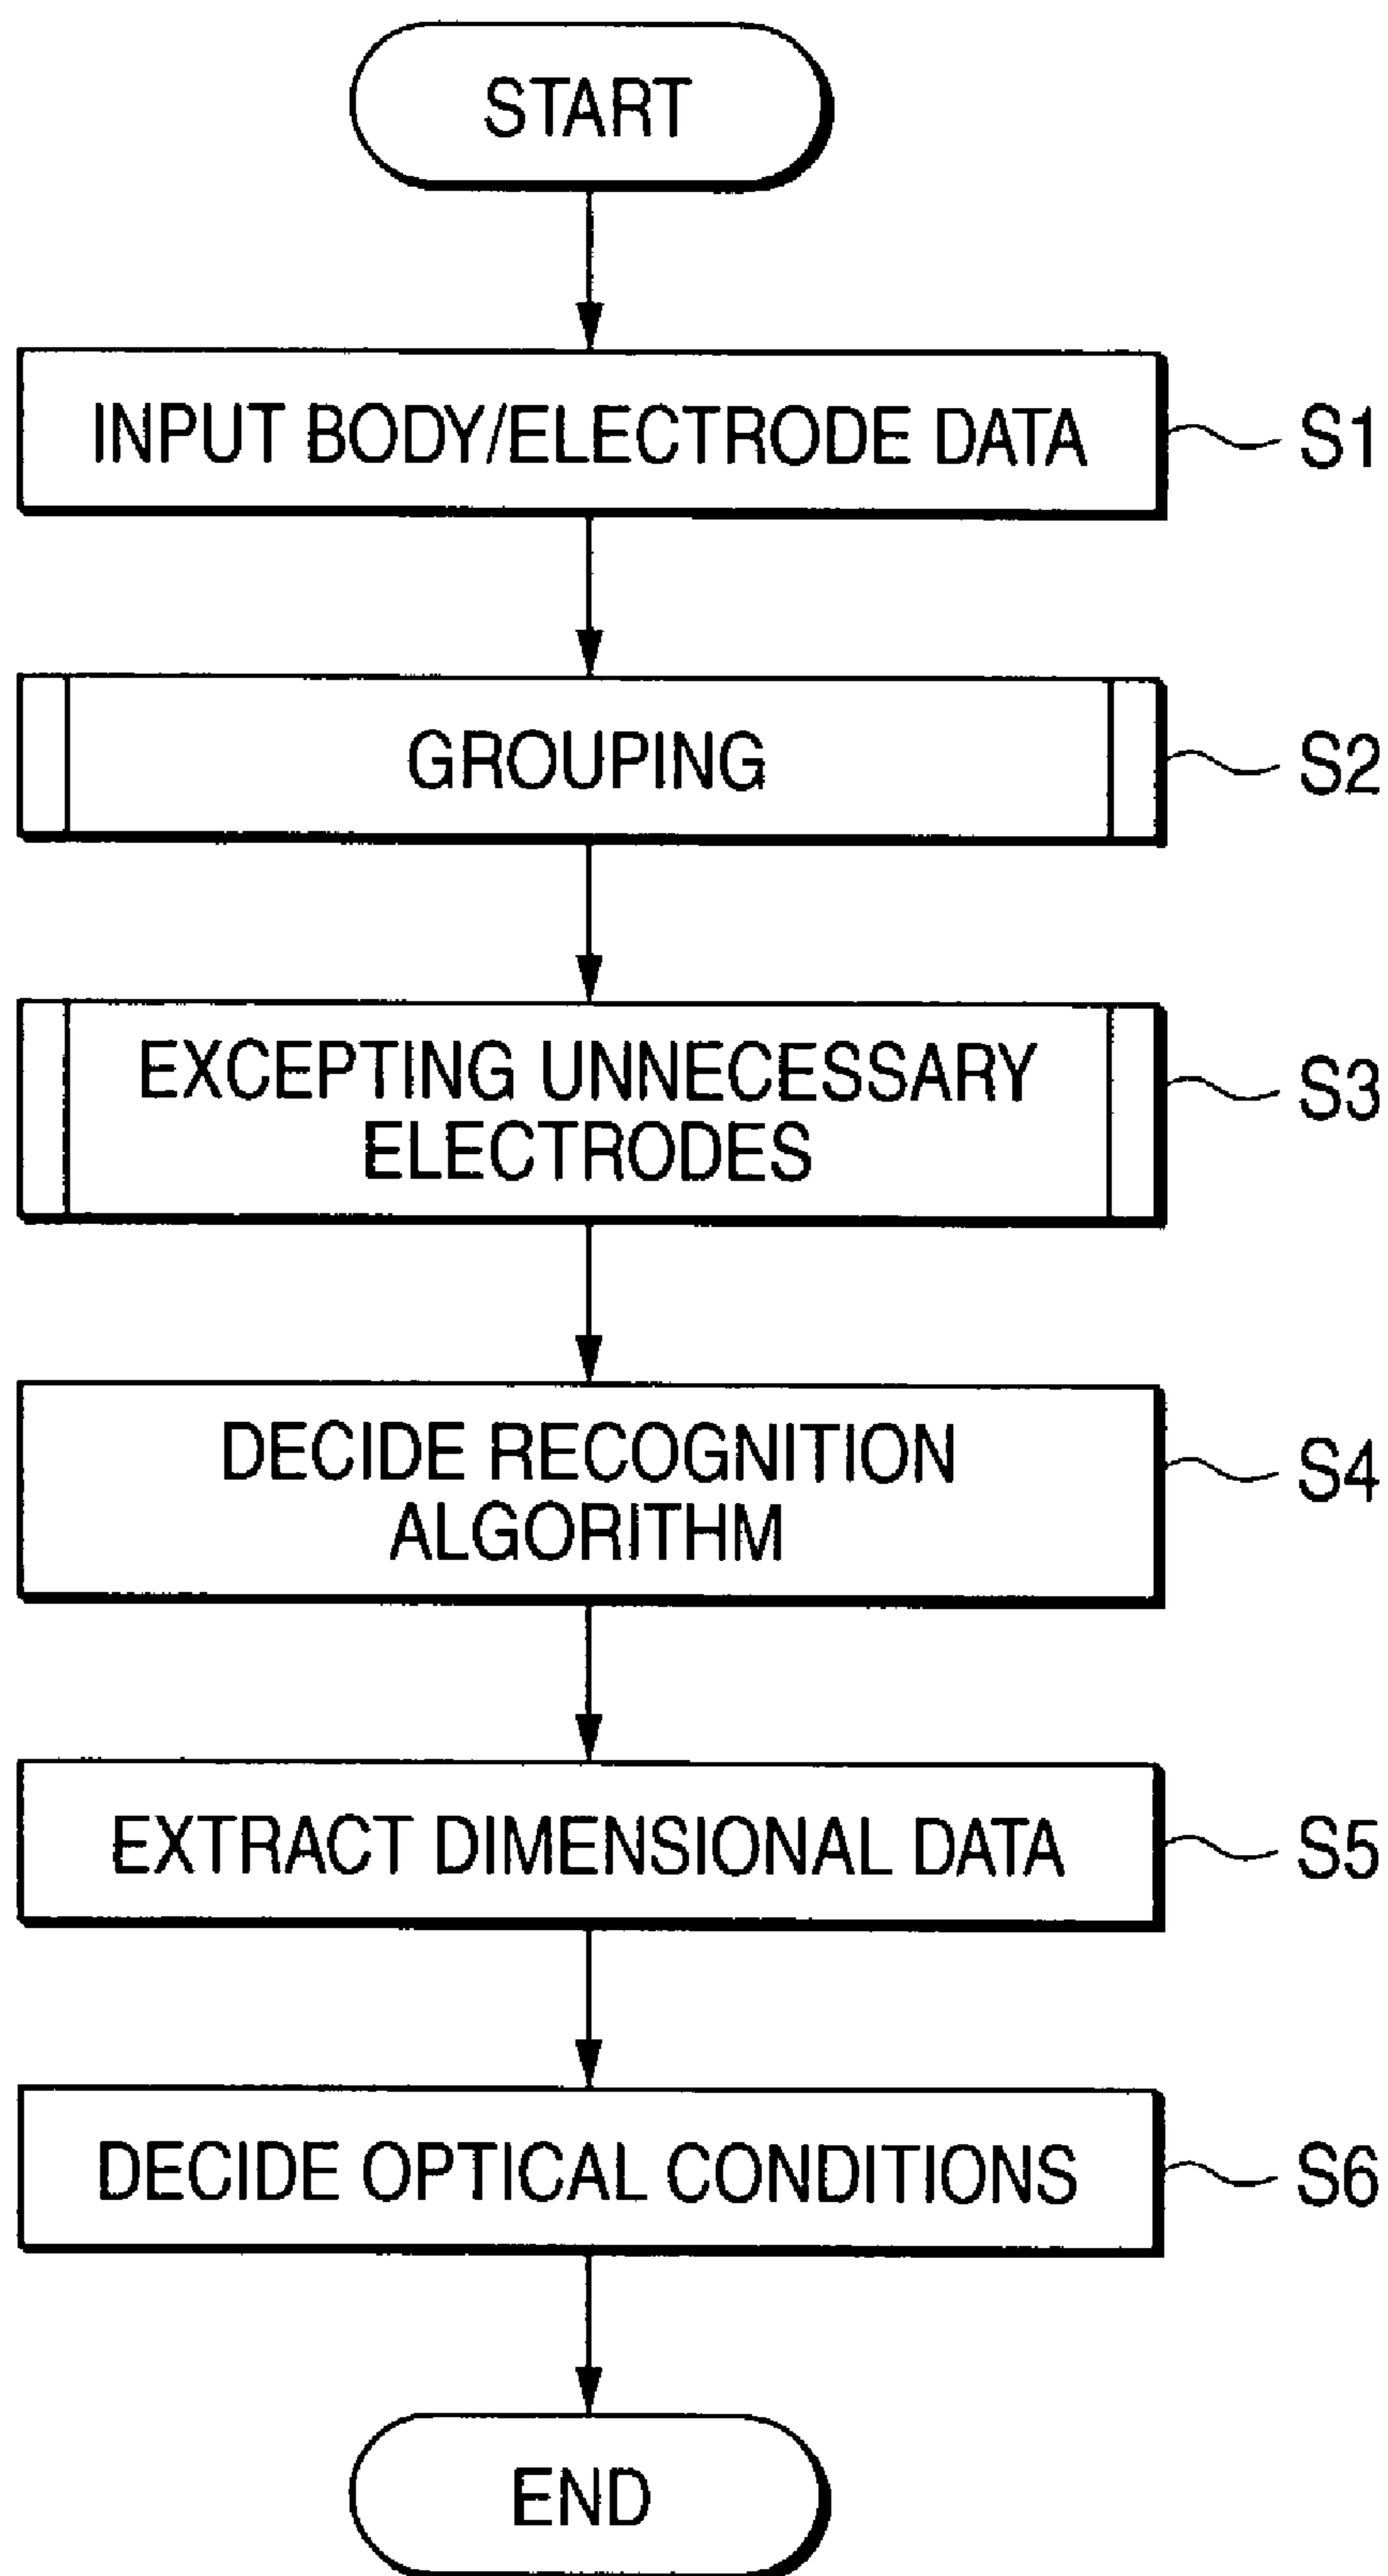 START
INPUT BODY/ELECTRODE DATA
S1
GROUPING
S2
EXCEPTING UNNECESSARY
ELECTRODES
S3
DECIDE RECOGNITION
ALGORITHM
S4
EXTRACT DIMENSIONAL DATA
S5
DECIDE OPTICAL CONDITIONS
S6
END